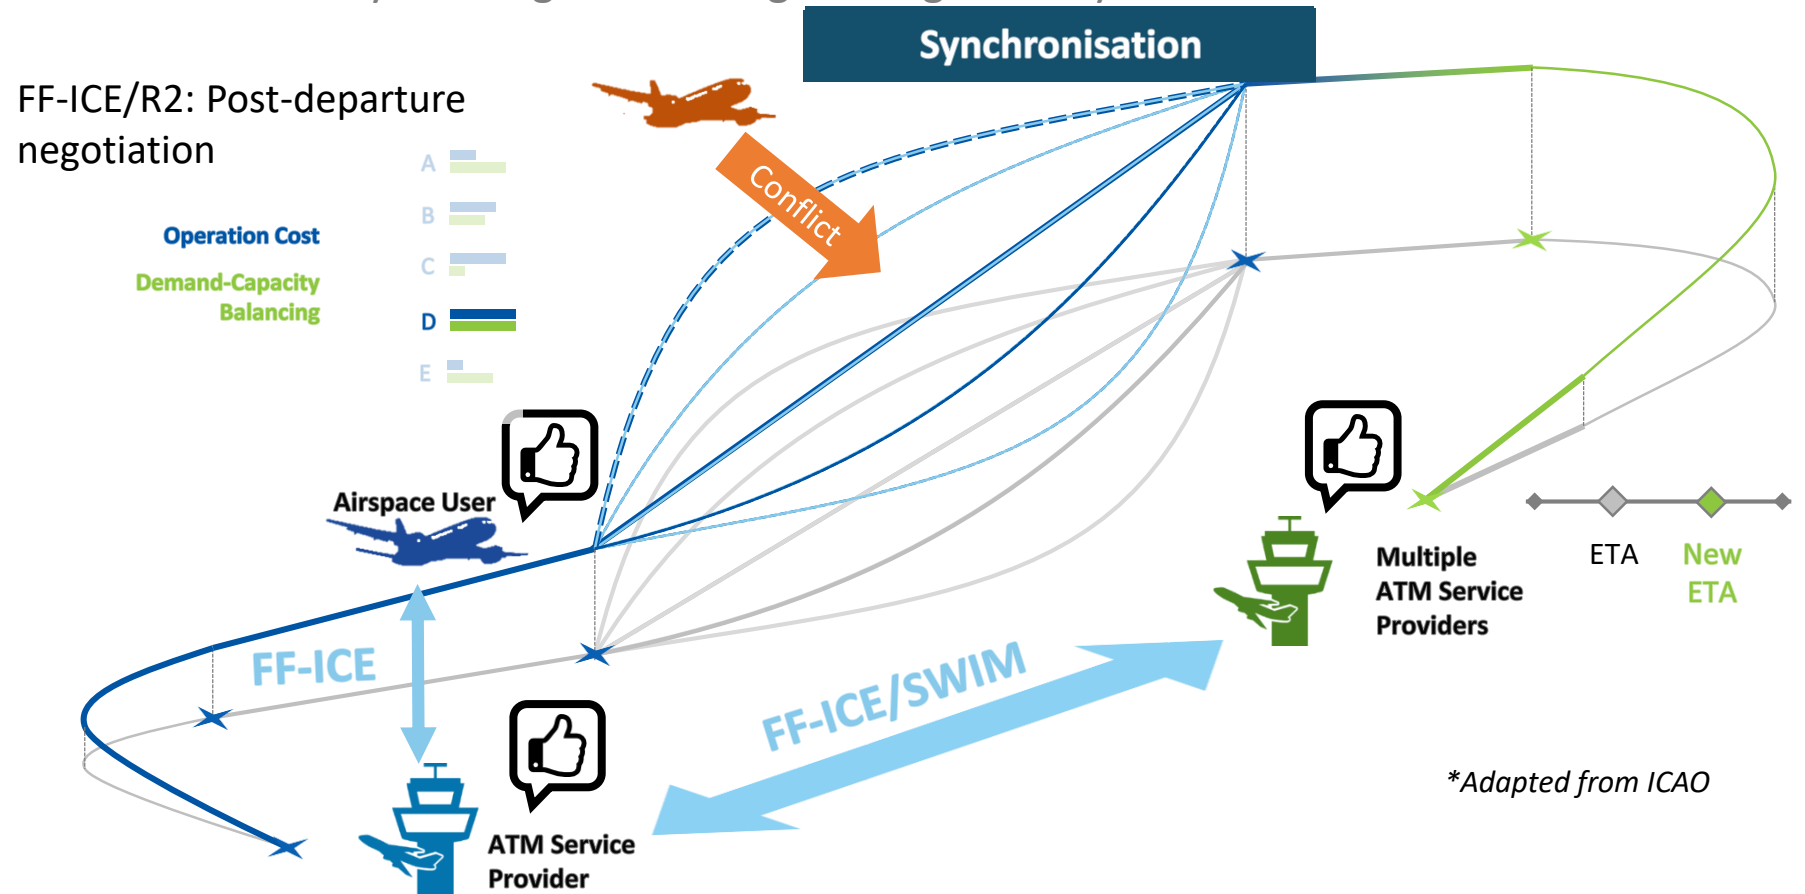 Synchronisation
FF-ICE/R2: Post-departure
negotiation
Conflict
A
B
C
D
E
Operation Cost
Demand-Capacity
Balancing
Airspace User
FF-ICE
FF-ICE/SWIM
ATM Service
Provider
Multiple
ATM Service
Providers
ETA
New
ETA
*Adapted from ICAO